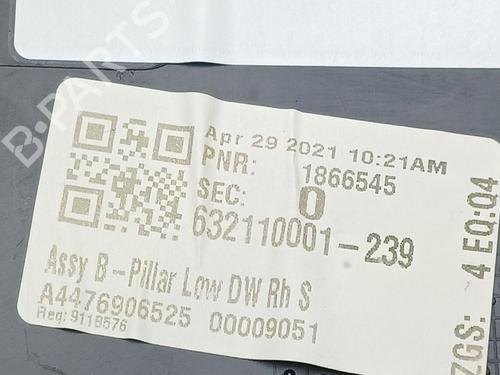 Apr 29 2021 10:21AM
PNR: 1866545
SEC: 0
632110001-239
Assy B-Pillar Low DW Rh S
A4476906525 00009051
Req: 9118576
ZGS: 4 EQ:Q4
B-PARTS